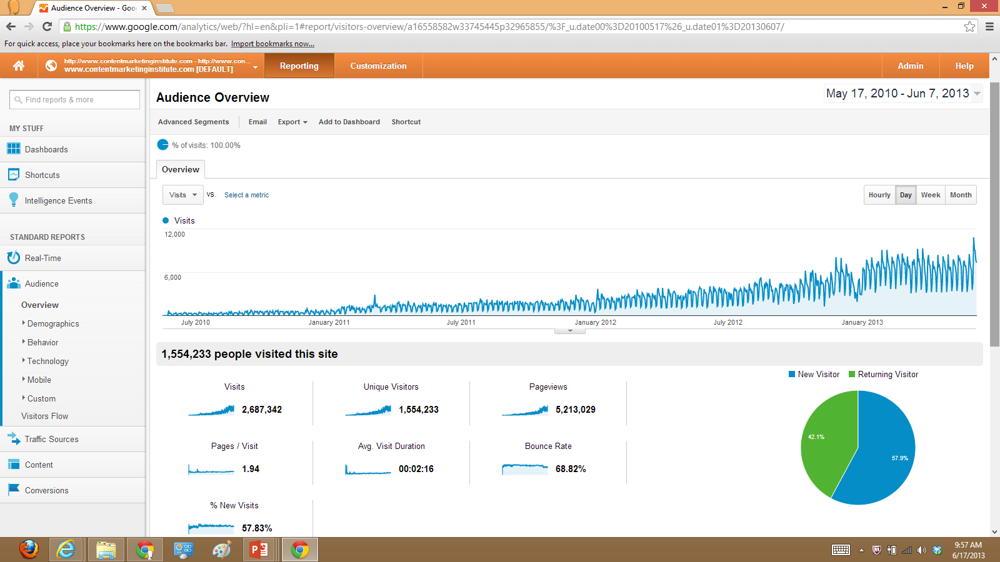 Audience Overview - Goo
https://www.google.com/analytics/web/?hl=en&pli=1#report/visitors-overview/a16558582w33745445p32965855/%3F_u.date00%3D20100517%26_u.date01%3D20130607/
For quick access, place your bookmarks here on the bookmarks bar. Import bookmarks now...
http://www.contentmarketinginstitute.com - http://www.con...
www.contentmarketinginstitute.com [DEFAULT]
Reporting
Customization
Admin
Help
Find reports & more
MY STUFF
Dashboards
Shortcuts
Intelligence Events
STANDARD REPORTS
Real-Time
Audience
Overview
Demographics
Behavior
Technology
Mobile
Custom
Visitors Flow
Traffic Sources
Content
Conversions
Audience Overview
May 17, 2010 - Jun 7, 2013
Advanced Segments Email Export Add to Dashboard Shortcut
% of visits: 100.00%
Overview
Visits VS. Select a metric
Hourly Day Week Month
Visits
12,000
6,000
July 2010 January 2011 July 2011 January 2012 July 2012 January 2013
1,554,233 people visited this site
Visits
2,687,342
Unique Visitors
1,554,233
Pageviews
5,213,029
Pages / Visit
1.94
Avg. Visit Duration
00:02:16
Bounce Rate
68.82%
% New Visits
57.83%
New Visitor Returning Visitor
42.1%
57.9%
9:57 AM
6/17/2013